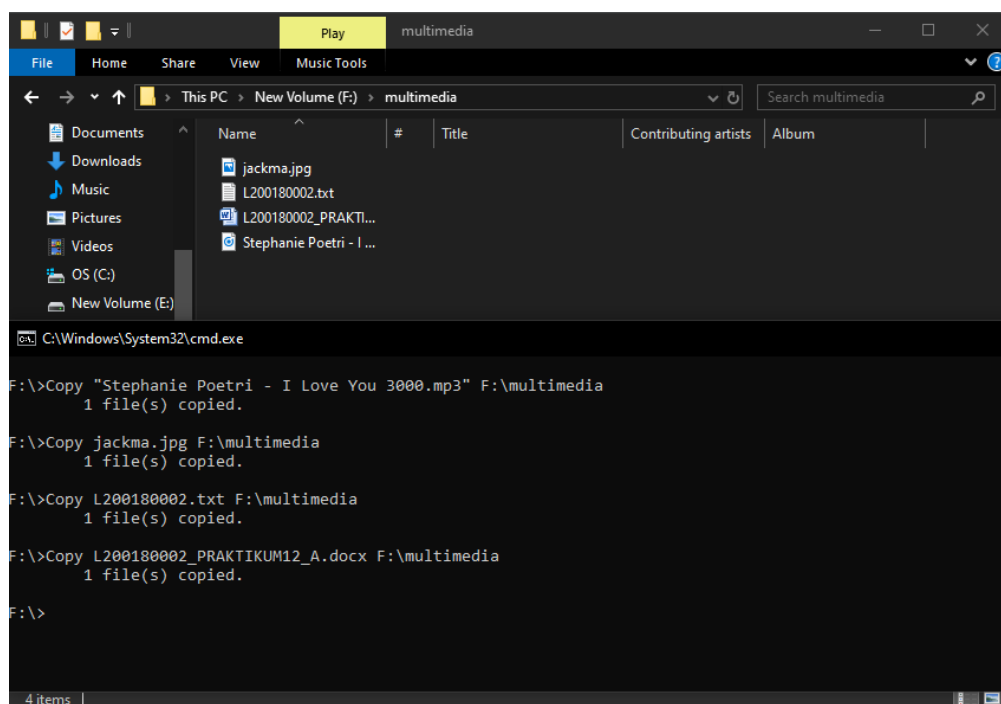 Play multimedia
File Home Share View Music Tools
This PC > New Volume (F:) > multimedia Search multimedia
Documents
Downloads
Music
Pictures
Videos
OS (C:)
New Volume (E:)
Name # Title Contributing artists Album
jackma.jpg
L200180002.txt
L200180002_PRAKTI...
Stephanie Poetri - I ...
C:\Windows\System32\cmd.exe
F:\>Copy "Stephanie Poetri - I Love You 3000.mp3" F:\multimedia
1 file(s) copied.
F:\>Copy jackma.jpg F:\multimedia
1 file(s) copied.
F:\>Copy L200180002.txt F:\multimedia
1 file(s) copied.
F:\>Copy L200180002_PRAKTIKUM12_A.docx F:\multimedia
1 file(s) copied.
F:\>
4 items